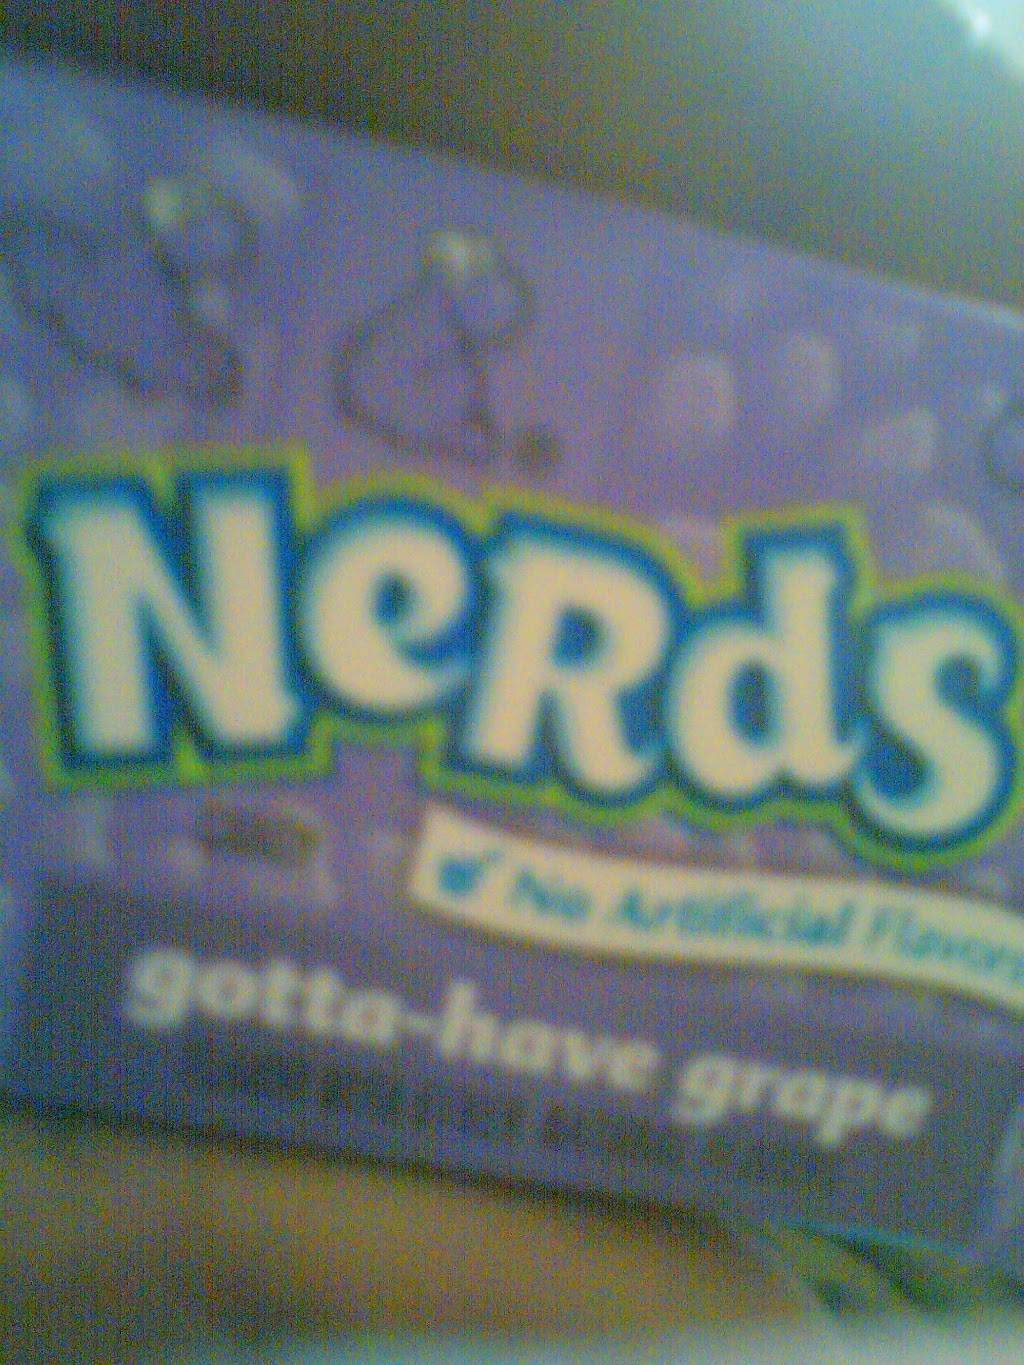 NeRds
No Artificial Flavors
gotta-have grape